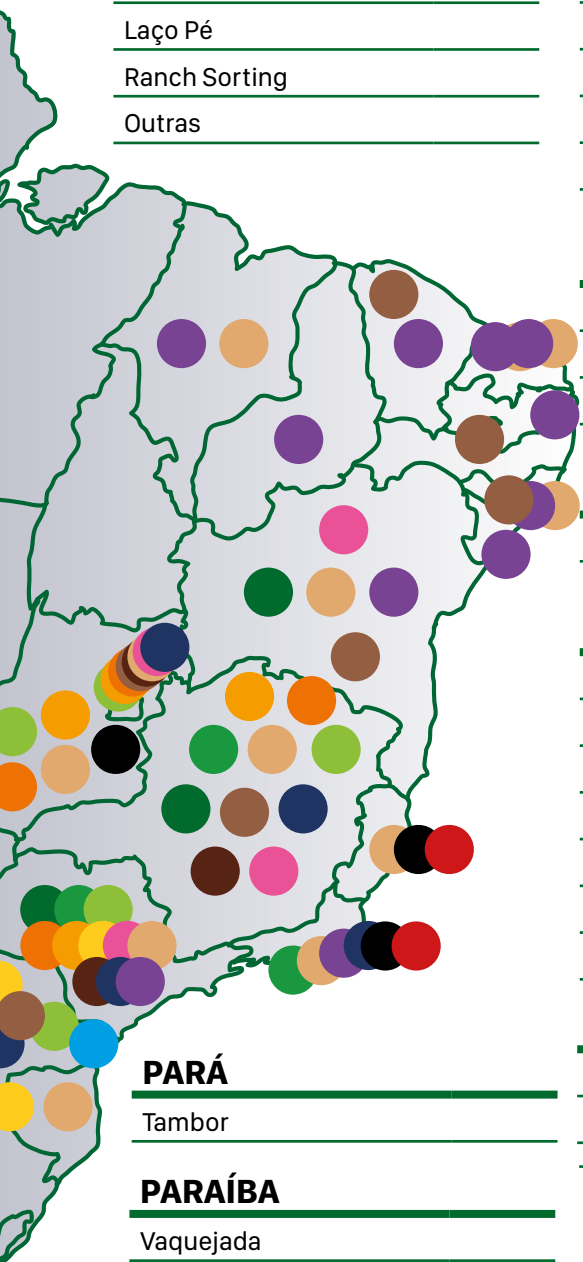 Laço Pé
Ranch Sorting
Outras
PARÁ
Tambor
PARAÍBA
Vaquejada